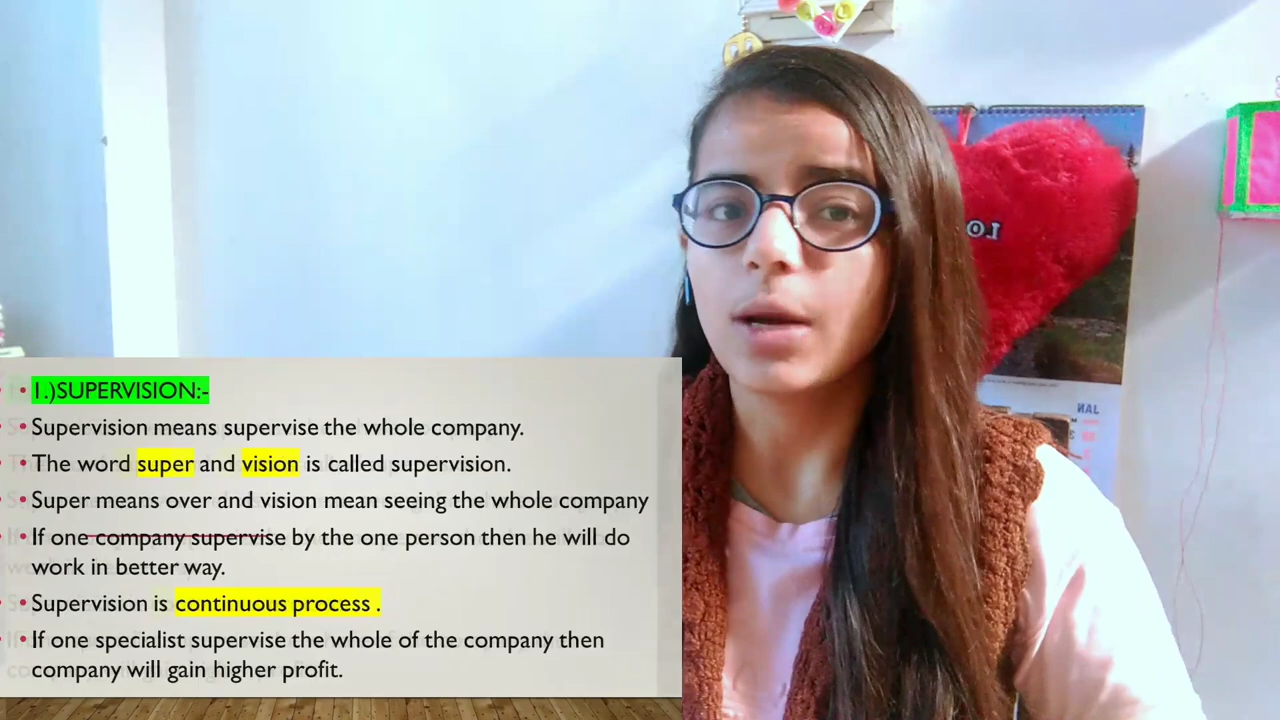 1.)SUPERVISION:-
Supervision means supervise the whole company.
The word super and vision is called supervision.
Super means over and vision mean seeing the whole company
If one company supervise by the one person then he will do
work in better way.
Supervision is continuous process .
If one specialist supervise the whole of the company then
company will gain higher profit.
LO
JAN